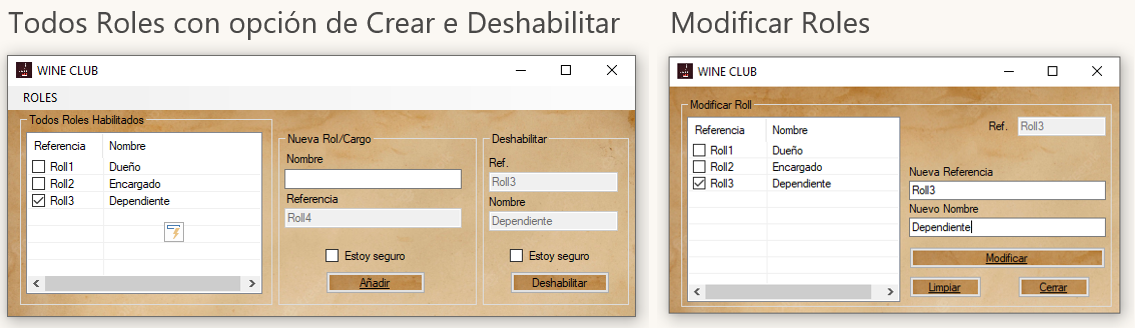 Todos Roles con opción de Crear e Deshabilitar
WINE CLUB
ROLES
Todos Roles Habilitados
Referencia Nombre
Roll1 Dueño
Roll2 Encargado
Roll3 Dependiente
Nueva Rol/Cargo
Nombre
Referencia
Roll4
Estoy seguro
Añadir
Deshabilitar
Ref.
Roll3
Nombre
Dependiente
Estoy seguro
Deshabilitar
Modificar Roles
WINE CLUB
Modificar Roll
Referencia Nombre
Roll1 Dueño
Roll2 Encargado
Roll3 Dependiente
Ref. Roll3
Nueva Referencia
Roll3
Nuevo Nombre
Dependiente
Modificar
Limpiar Cerrar